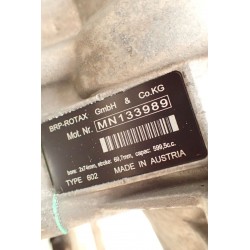 BRP-ROTAX GmbH & Co.KG
Mot. Nr. MN133989
bore: 2x74mm, stroke: 69,7mm, capac: 599,5c.c.
TYPE 602 MADE IN AUSTRIA